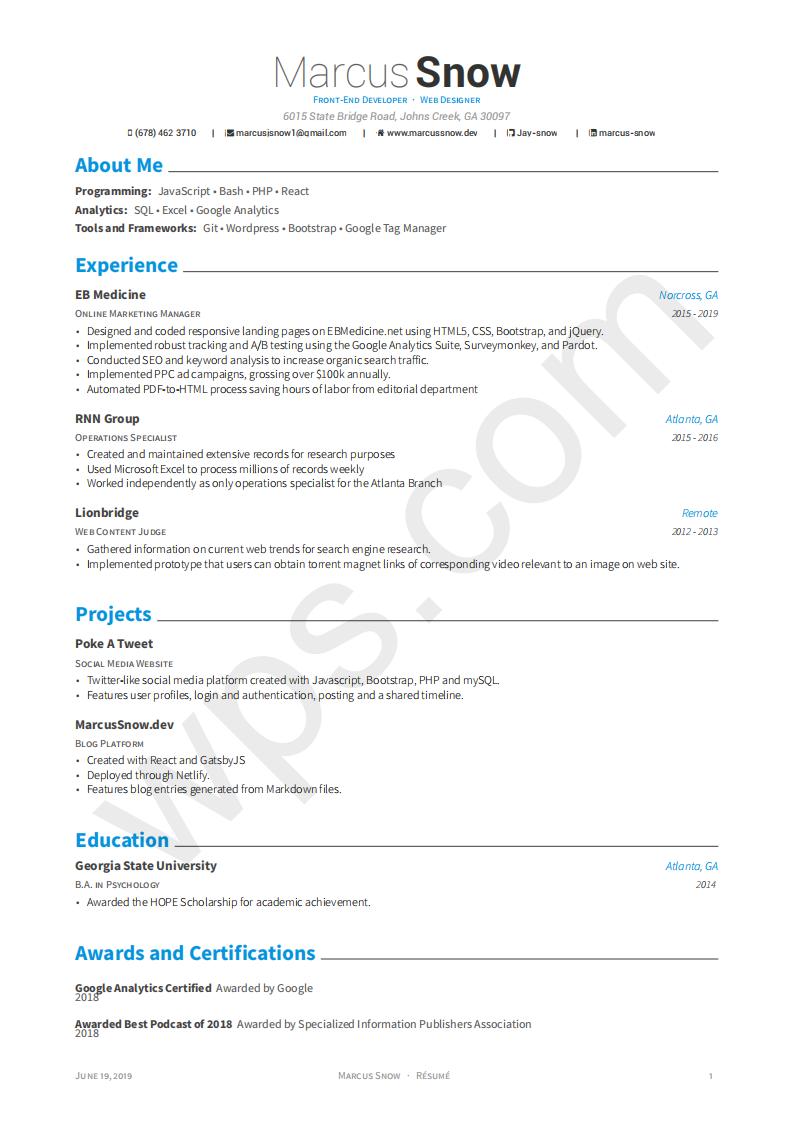 Marcus Snow
Front-End Developer · Web Designer
6015 State Bridge Road, Johns Creek, GA 30097
(678) 462 3710 | marcusjsnow1@gmail.com | www.marcussnow.dev | Jay-snow | marcus-snow
About Me
Programming: JavaScript • Bash • PHP • React
Analytics: SQL • Excel • Google Analytics
Tools and Frameworks: Git • Wordpress • Bootstrap • Google Tag Manager
Experience
EB Medicine Norcross, GA
Online Marketing Manager 2015 - 2019
• Designed and coded responsive landing pages on EBMedicine.net using HTML5, CSS, Bootstrap, and jQuery.
• Implemented robust tracking and A/B testing using the Google Analytics Suite, Surveymonkey, and Pardot.
• Conducted SEO and keyword analysis to increase organic search traffic.
• Implemented PPC ad campaigns, grossing over $100k annually.
• Automated PDF-to-HTML process saving hours of labor from editorial department
RNN Group Atlanta, GA
Operations Specialist 2015 - 2016
• Created and maintained extensive records for research purposes
• Used Microsoft Excel to process millions of records weekly
• Worked independently as only operations specialist for the Atlanta Branch
Lionbridge Remote
Web Content Judge 2012 - 2013
• Gathered information on current web trends for search engine research.
• Implemented prototype that users can obtain torrent magnet links of corresponding video relevant to an image on web site.
Projects
Poke A Tweet
Social Media Website
• Twitter-like social media platform created with Javascript, Bootstrap, PHP and mySQL.
• Features user profiles, login and authentication, posting and a shared timeline.
MarcusSnow.dev
Blog Platform
• Created with React and GatsbyJS
• Deployed through Netlify.
• Features blog entries generated from Markdown files.
Education
Georgia State University Atlanta, GA
B.A. in Psychology 2014
• Awarded the HOPE Scholarship for academic achievement.
Awards and Certifications
Google Analytics Certified Awarded by Google
2018
Awarded Best Podcast of 2018 Awarded by Specialized Information Publishers Association
2018
June 19, 2019 Marcus Snow · Résumé 1
wps.com